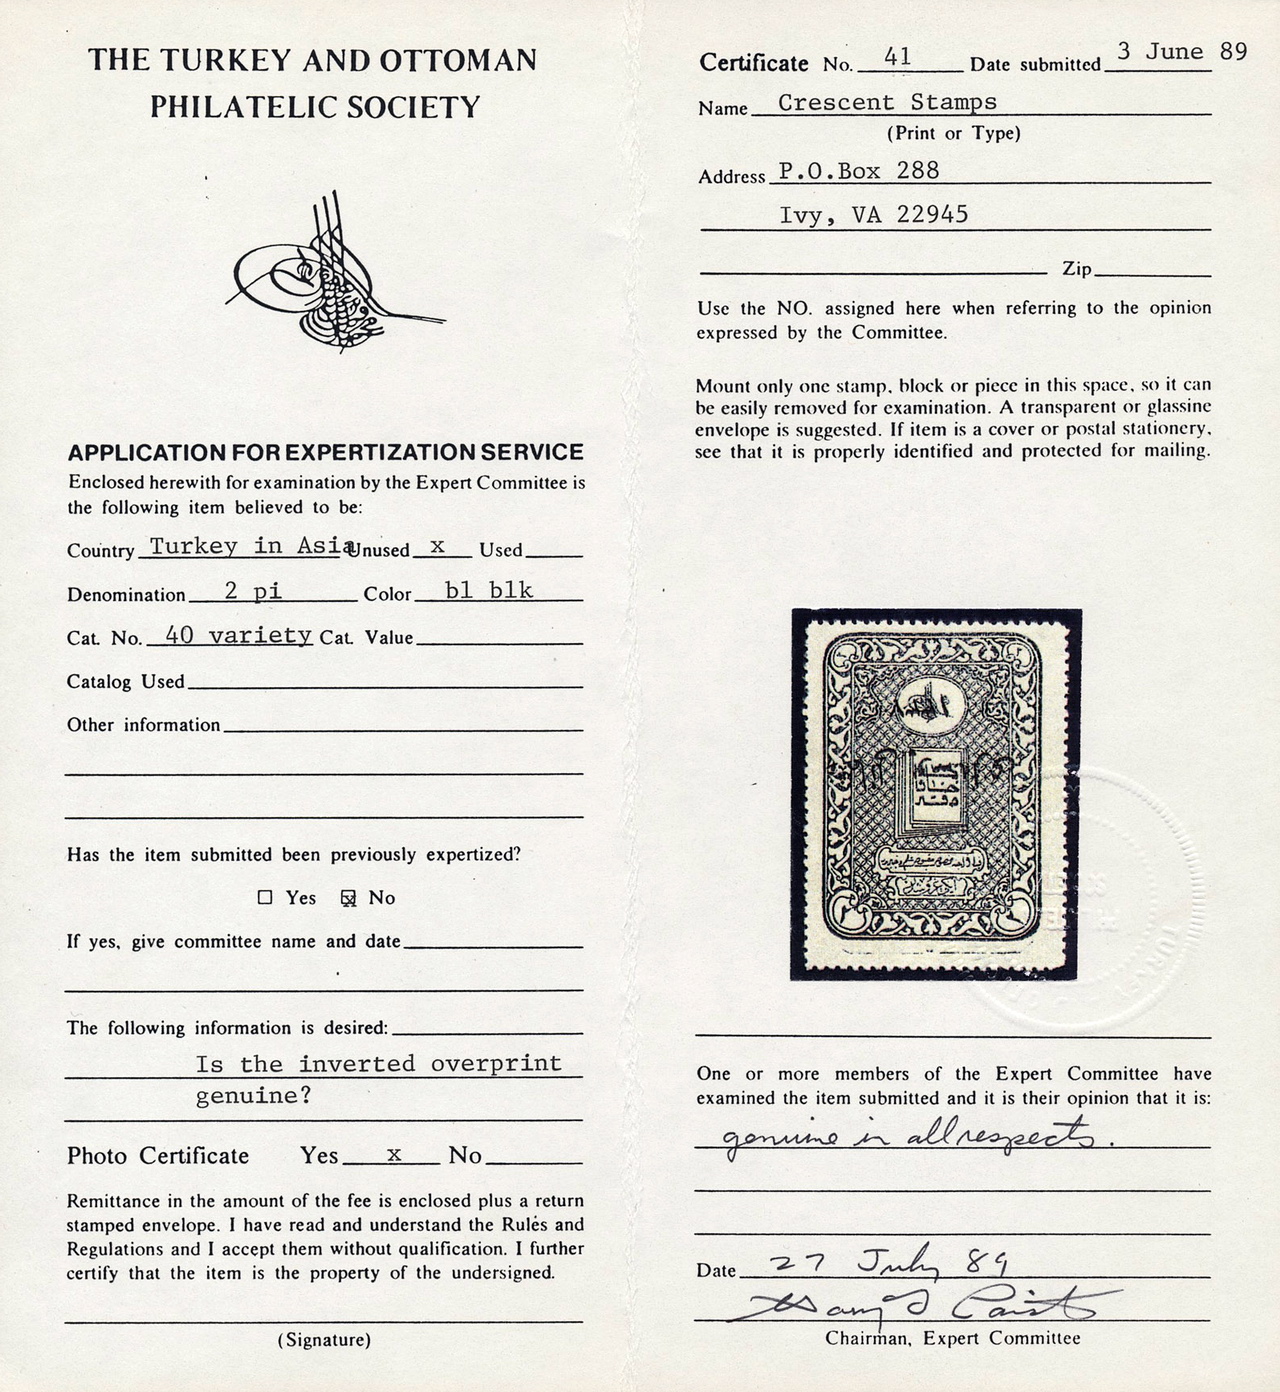 THE TURKEY AND OTTOMAN
PHILATELIC SOCIETY
APPLICATION FOR EXPERTIZATION SERVICE
Enclosed herewith for examination by the Expert Committee is
the following item believed to be:
Country Turkey in Asia Unused x Used
Denomination 2 pi Color bl blk
Cat. No. 40 variety Cat. Value
Catalog Used
Other information
Has the item submitted been previously expertized?
☐ Yes ☒ No
If yes, give committee name and date
The following information is desired:
Is the inverted overprint
genuine?
Photo Certificate Yes x No
Remittance in the amount of the fee is enclosed plus a return
stamped envelope. I have read and understand the Rules and
Regulations and I accept them without qualification. I further
certify that the item is the property of the undersigned.
(Signature)
Certificate No. 41 Date submitted 3 June 89
Name Crescent Stamps
(Print or Type)
Address P.O.Box 288
Ivy, VA 22945
Zip
Use the NO. assigned here when referring to the opinion
expressed by the Committee.
Mount only one stamp, block or piece in this space, so it can
be easily removed for examination. A transparent or glassine
envelope is suggested. If item is a cover or postal stationery,
see that it is properly identified and protected for mailing.
TURKEY
One or more members of the Expert Committee have
examined the item submitted and it is their opinion that it is:
genuine in all respects.
Date 27 July 89
Chairman, Expert Committee